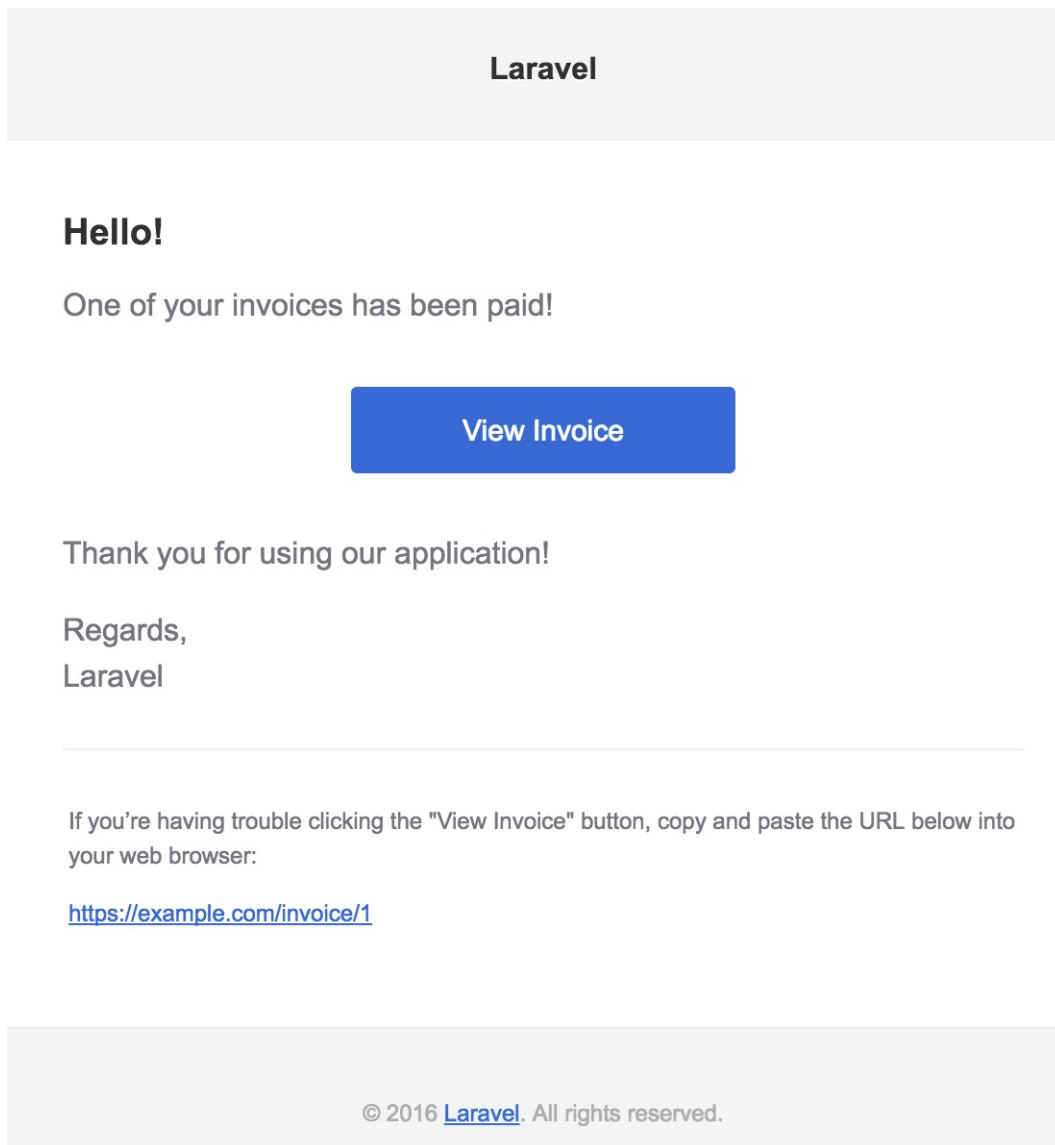 Laravel
Hello!
One of your invoices has been paid!
View Invoice
Thank you for using our application!
Regards,
Laravel
If you’re having trouble clicking the "View Invoice" button, copy and paste the URL below into
your web browser:
https://example.com/invoice/1
© 2016 Laravel. All rights reserved.